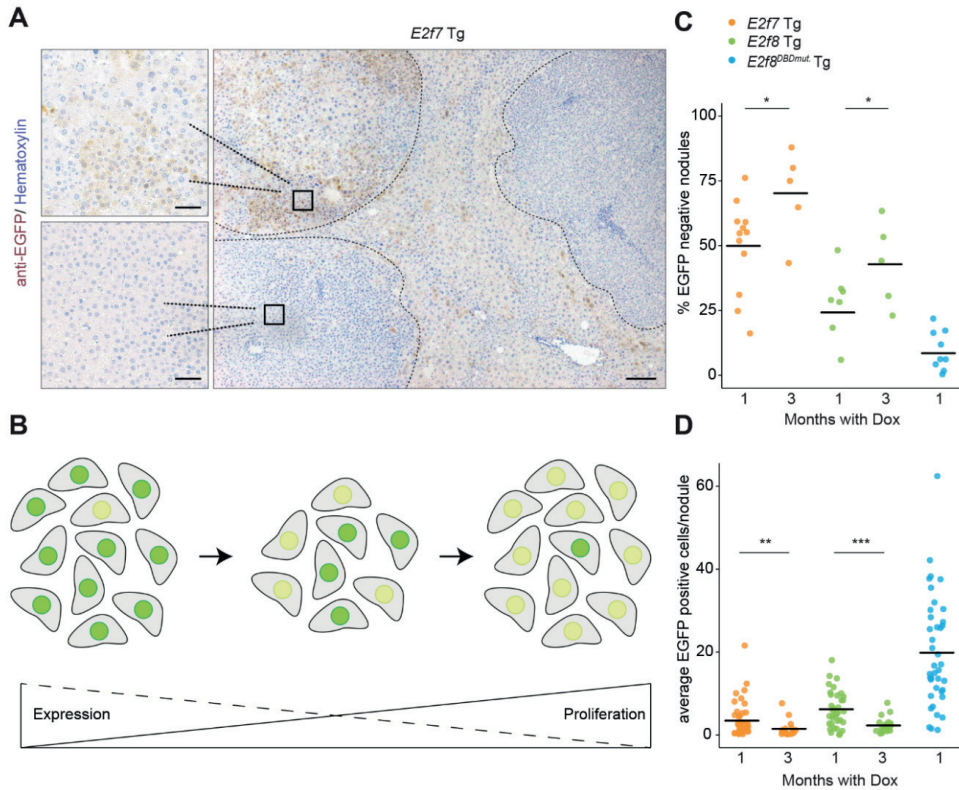 A
E2f7 Tg
anti-EGFP/ Hematoxylin
B
Expression
Proliferation
C
E2f7 Tg
E2f8 Tg
E2f8DBDmut. Tg
% EGFP negative nodules
100
75
50
25
0
*
*
1 3 1 3 1
Months with Dox
D
average EGFP positive cells/nodule
60
40
20
0
**
***
1 3 1 3 1
Months with Dox